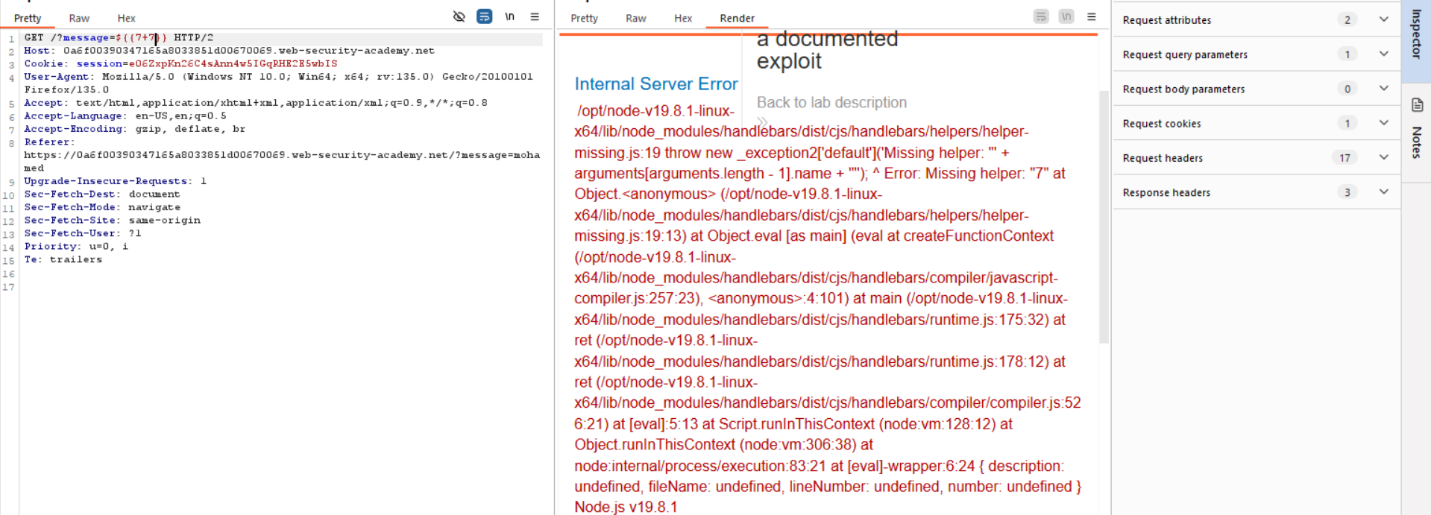 Pretty Raw Hex
\n
1 GET /?message=${{7+7}} HTTP/2
2 Host: 0a6f00390347165a8033851d00670069.web-security-academy.net
3 Cookie: session=e06ZxpKn26C4sAnn4w5IGqRHE2E5wbIS
4 User-Agent: Mozilla/5.0 (Windows NT 10.0; Win64; x64; rv:135.0) Gecko/20100101
Firefox/135.0
5 Accept: text/html,application/xhtml+xml,application/xml;q=0.9,*/*;q=0.8
6 Accept-Language: en-US,en;q=0.5
7 Accept-Encoding: gzip, deflate, br
8 Referer:
https://0a6f00390347165a8033851d00670069.web-security-academy.net/?message=moha
med
9 Upgrade-Insecure-Requests: 1
10 Sec-Fetch-Dest: document
11 Sec-Fetch-Mode: navigate
12 Sec-Fetch-Site: same-origin
13 Sec-Fetch-User: ?1
14 Priority: u=0, i
15 Te: trailers
16
17
Pretty Raw Hex Render
\n
a documented
exploit
Internal Server Error
Back to lab description
»
/opt/node-v19.8.1-linux-
x64/lib/node_modules/handlebars/dist/cjs/handlebars/helpers/helper-
missing.js:19 throw new _exception2['default']('Missing helper: "' +
arguments[arguments.length - 1].name + '"'); ^ Error: Missing helper: "7" at
Object.<anonymous> (/opt/node-v19.8.1-linux-
x64/lib/node_modules/handlebars/dist/cjs/handlebars/helpers/helper-
missing.js:19:13) at Object.eval [as main] (eval at createFunctionContext
(/opt/node-v19.8.1-linux-
x64/lib/node_modules/handlebars/dist/cjs/handlebars/compiler/javascript-
compiler.js:257:23), <anonymous>:4:101) at main (/opt/node-v19.8.1-linux-
x64/lib/node_modules/handlebars/dist/cjs/handlebars/runtime.js:175:32) at
ret (/opt/node-v19.8.1-linux-
x64/lib/node_modules/handlebars/dist/cjs/handlebars/runtime.js:178:12) at
ret (/opt/node-v19.8.1-linux-
x64/lib/node_modules/handlebars/dist/cjs/handlebars/compiler/compiler.js:52
6:21) at [eval]:5:13 at Script.runInThisContext (node:vm:128:12) at
Object.runInThisContext (node:vm:306:38) at
node:internal/process/execution:83:21 at [eval]-wrapper:6:24 { description:
undefined, fileName: undefined, lineNumber: undefined, number: undefined }
Node.js v19.8.1
Request attributes 2
Request query parameters 1
Request body parameters 0
Request cookies 1
Request headers 17
Response headers 3
Inspector
Notes